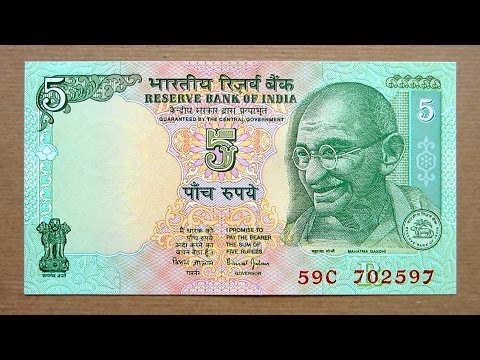 5
भारतीय रिज़र्व बैंक
RESERVE BANK OF INDIA
केन्द्रीय सरकार द्वारा प्रत्याभूत
GUARANTEED BY THE CENTRAL GOVERNMENT
5
5
पाँच रुपये
मैं धारक को
पाँच रुपये
अदा करने का
वचन देता हूँ
I PROMISE TO
PAY THE BEARER
THE SUM OF
FIVE RUPEES
GOVERNOR
महात्मा गांधी
MAHATMA GANDHI
सत्यमेव जयते
59C 702597